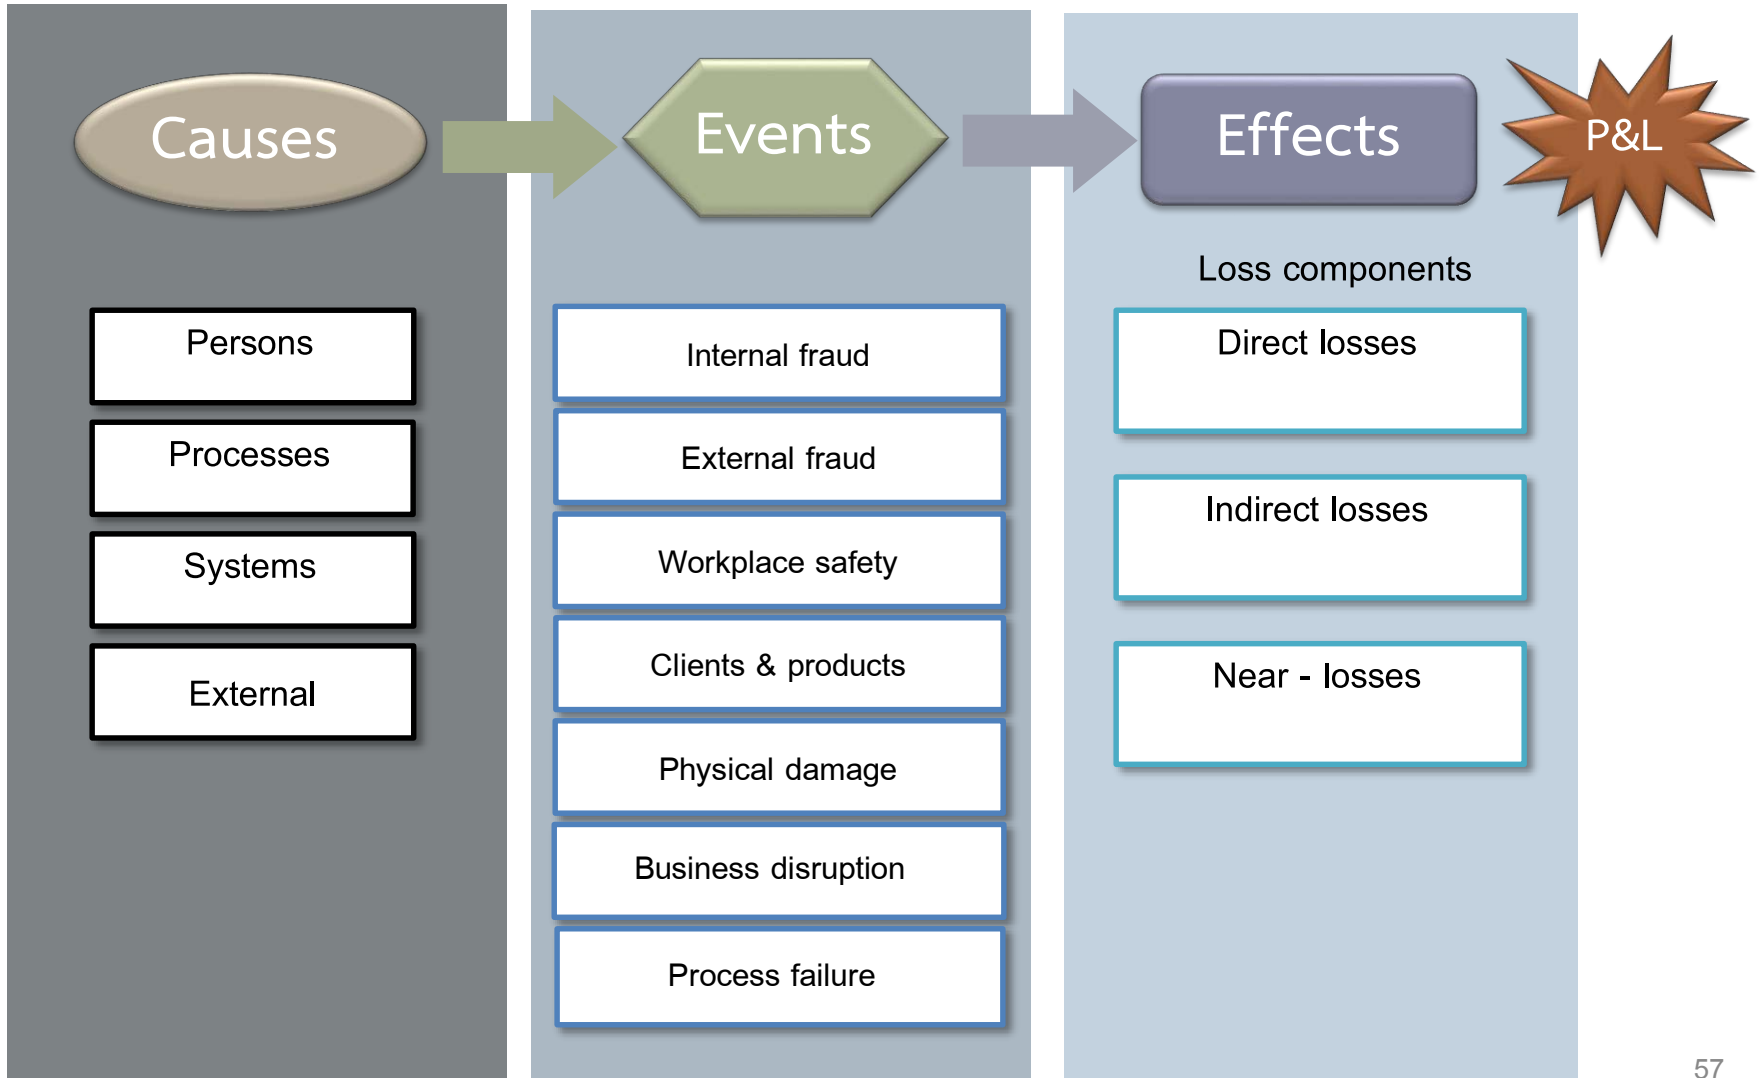 Causes
Events
Effects
P&L
Loss components
Persons
Processes
Systems
External
Internal fraud
External fraud
Workplace safety
Clients & products
Physical damage
Business disruption
Process failure
Direct losses
Indirect losses
Near - losses
57